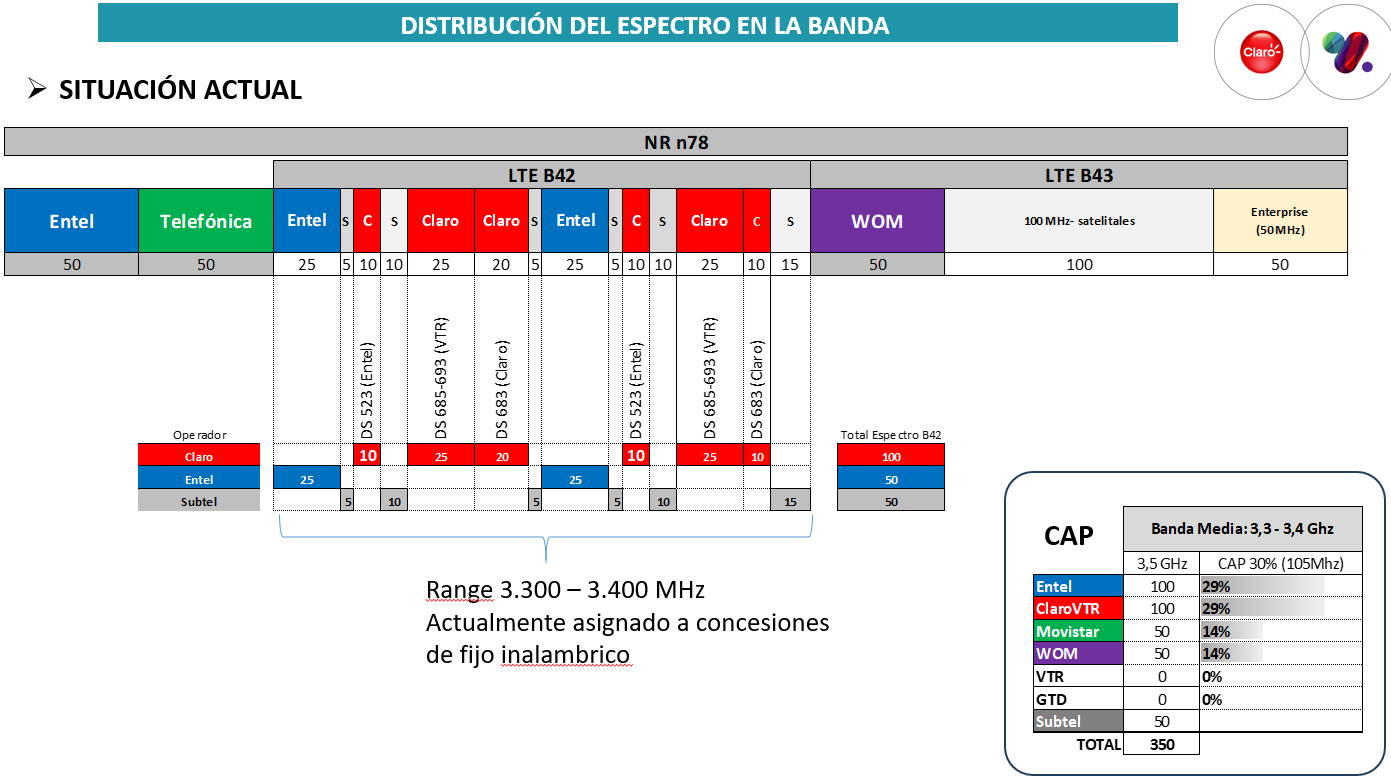 DISTRIBUCIÓN DEL ESPECTRO EN LA BANDA
Claro
➢ SITUACIÓN ACTUAL
NR n78
LTE B42 LTE B43
Entel Telefónica Entel S C S Claro Claro S Entel S C S Claro C S WOM 100 MHz- satelitales Enterprise
(50MHz)
50 50 25 5 10 10 25 20 5 25 5 10 10 25 10 15 50 100 50
DS 523 (Entel)
DS 685-693 (VTR)
DS 683 (Claro)
DS 523 (Entel)
DS 685-693 (VTR)
DS 683 (Claro)
Operador Total Espectro B42
Claro 10 25 20 10 25 10 100
Entel 25 25 50
Subtel 5 10 5 5 10 15 50
Range 3.300 – 3.400 MHz
Actualmente asignado a concesiones
de fijo inalambrico
CAP Banda Media: 3,3 - 3,4 Ghz
3,5 GHz CAP 30% (105Mhz)
Entel 100 29%
ClaroVTR 100 29%
Movistar 50 14%
WOM 50 14%
VTR 0 0%
GTD 0 0%
Subtel 50
TOTAL 350